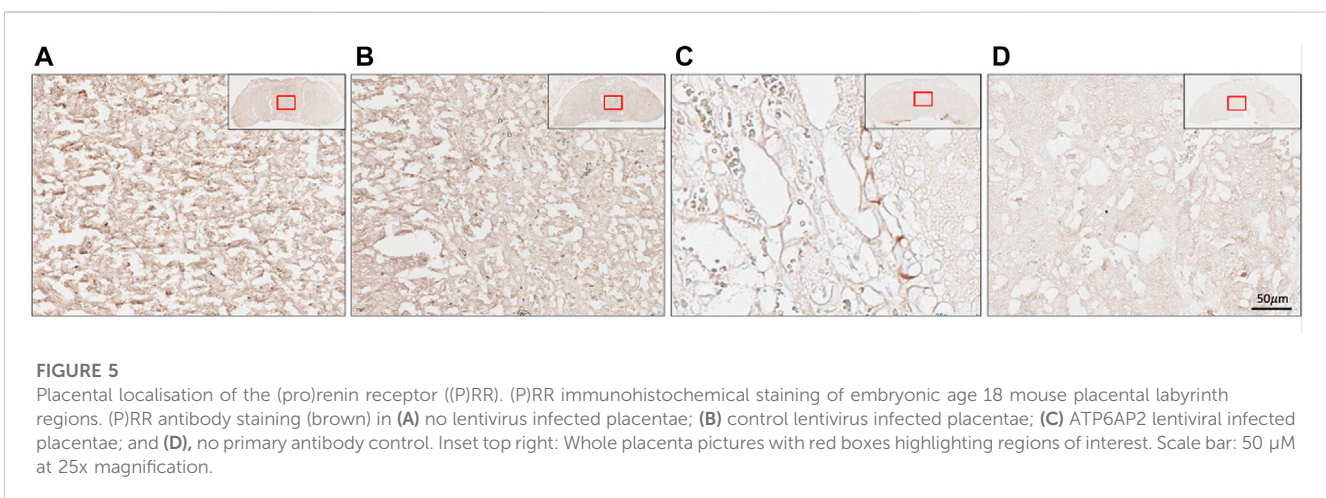 A B C D
50µm
FIGURE 5
Placental localisation of the (pro)renin receptor ((P)RR). (P)RR immunohistochemical staining of embryonic age 18 mouse placental labyrinth
regions. (P)RR antibody staining (brown) in (A) no lentivirus infected placentae; (B) control lentivirus infected placentae; (C) ATP6AP2 lentiviral infected
placentae; and (D), no primary antibody control. Inset top right: Whole placenta pictures with red boxes highlighting regions of interest. Scale bar: 50 µM
at 25x magnification.